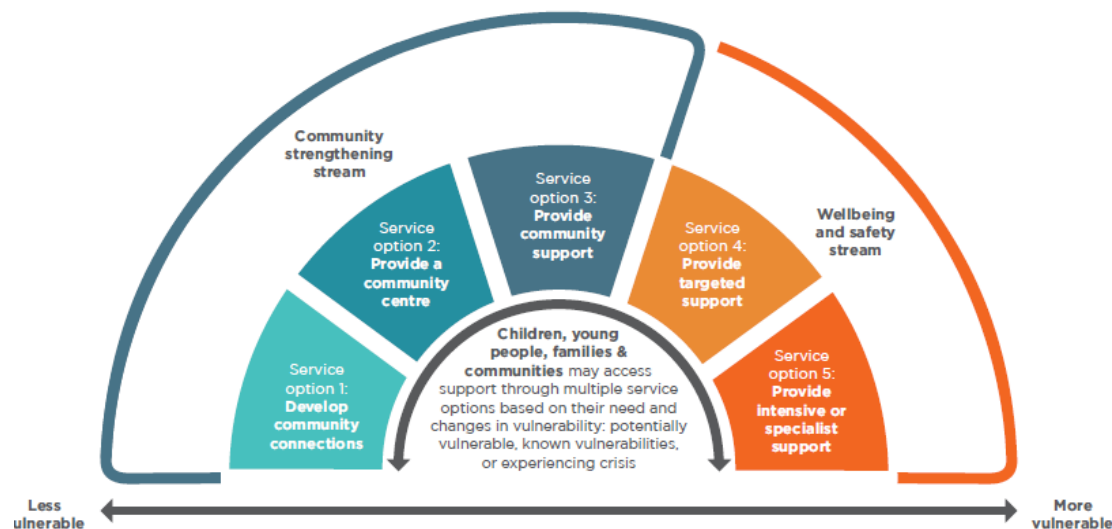 Community
strengthening
stream
Service
option 1:
Develop
community
connections
Service
option 2:
Provide a
community
centre
Service
option 3:
Provide
community
support
Service
option 4:
Provide
targeted
support
Service
option 5:
Provide
intensive or
specialist
support
Wellbeing
and safety
stream
Children, young
people, families &
communities may access
support through multiple service
options based on their need and
changes in vulnerability: potentially
vulnerable, known vulnerabilities,
or experiencing crisis
Less
ulnerable
More
vulnerable